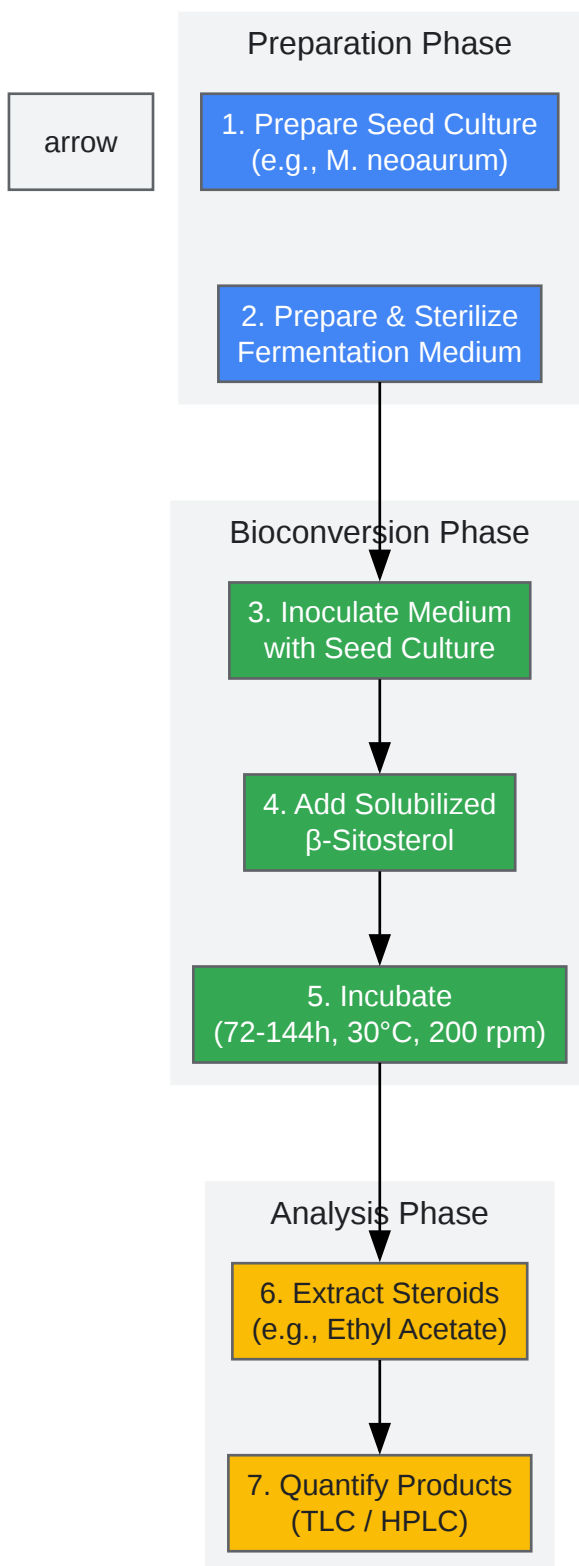 Preparation Phase
arrow
1. Prepare Seed Culture
(e.g., M. neoaurum)
2. Prepare & Sterilize
Fermentation Medium
Bioconversion Phase
3. Inoculate Medium
with Seed Culture
4. Add Solubilized
β-Sitosterol
5. Incubate
(72-144h, 30°C, 200 rpm)
Analysis Phase
6. Extract Steroids
(e.g., Ethyl Acetate)
7. Quantify Products
(TLC / HPLC)